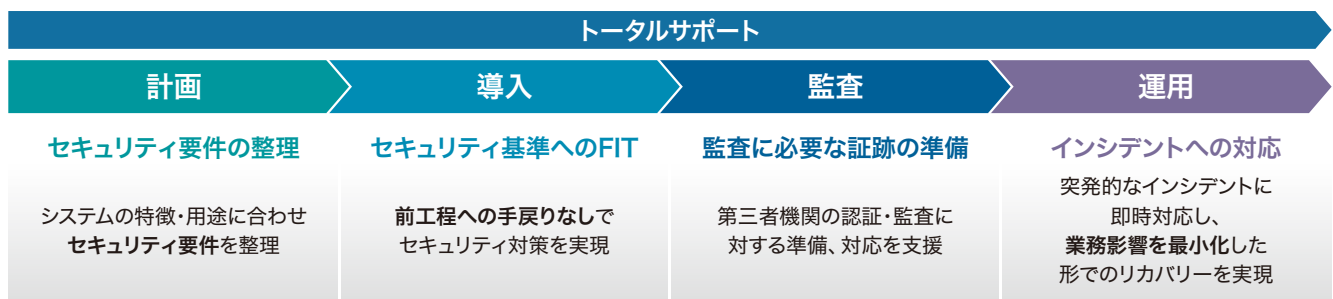 トータルサポート
計画
導入
監査
運用
セキュリティ要件の整理
システムの特徴・用途に合わせ
セキュリティ要件を整理
セキュリティ基準へのFIT
前工程への手戻りなしで
セキュリティ対策を実現
監査に必要な証跡の準備
第三者機関の認証・監査に
対する準備、対応を支援
インシデントへの対応
突発的なインシデントに
即時対応し、
業務影響を最小化した
形でのリカバリーを実現